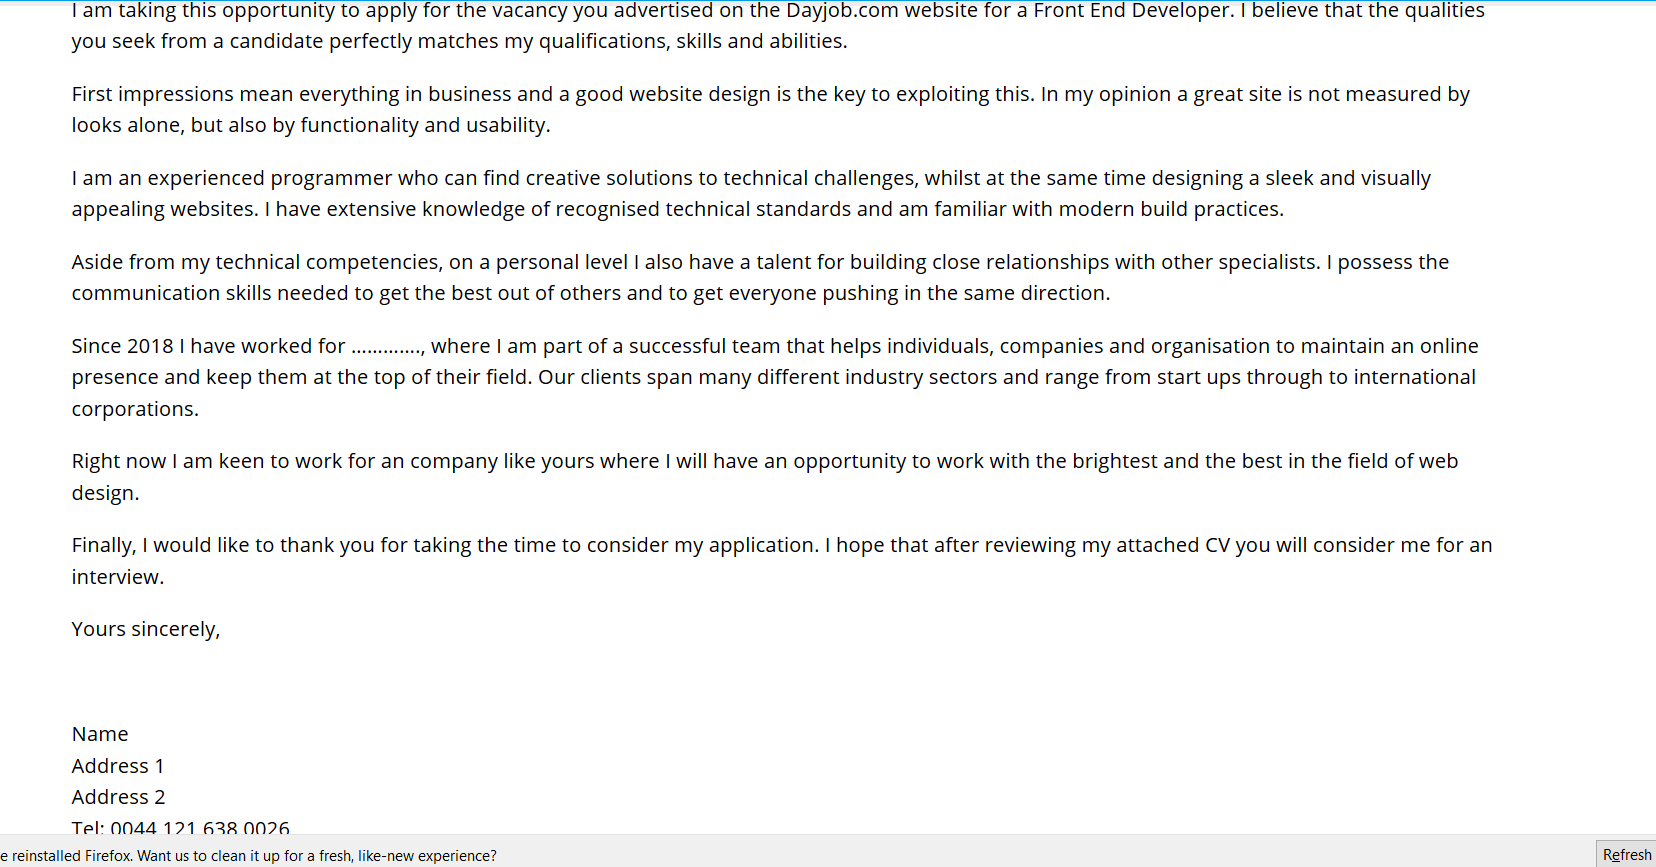 I am taking this opportunity to apply for the vacancy you advertised on the Dayjob.com website for a Front End Developer. I believe that the qualities
you seek from a candidate perfectly matches my qualifications, skills and abilities.
First impressions mean everything in business and a good website design is the key to exploiting this. In my opinion a great site is not measured by
looks alone, but also by functionality and usability.
I am an experienced programmer who can find creative solutions to technical challenges, whilst at the same time designing a sleek and visually
appealing websites. I have extensive knowledge of recognised technical standards and am familiar with modern build practices.
Aside from my technical competencies, on a personal level I also have a talent for building close relationships with other specialists. I possess the
communication skills needed to get the best out of others and to get everyone pushing in the same direction.
Since 2018 I have worked for …………., where I am part of a successful team that helps individuals, companies and organisation to maintain an online
presence and keep them at the top of their field. Our clients span many different industry sectors and range from start ups through to international
corporations.
Right now I am keen to work for an company like yours where I will have an opportunity to work with the brightest and the best in the field of web
design.
Finally, I would like to thank you for taking the time to consider my application. I hope that after reviewing my attached CV you will consider me for an
interview.
Yours sincerely,
Name
Address 1
Address 2
Tel: 0044 121 638 0026
e reinstalled Firefox. Want us to clean it up for a fresh, like-new experience?
Refresh